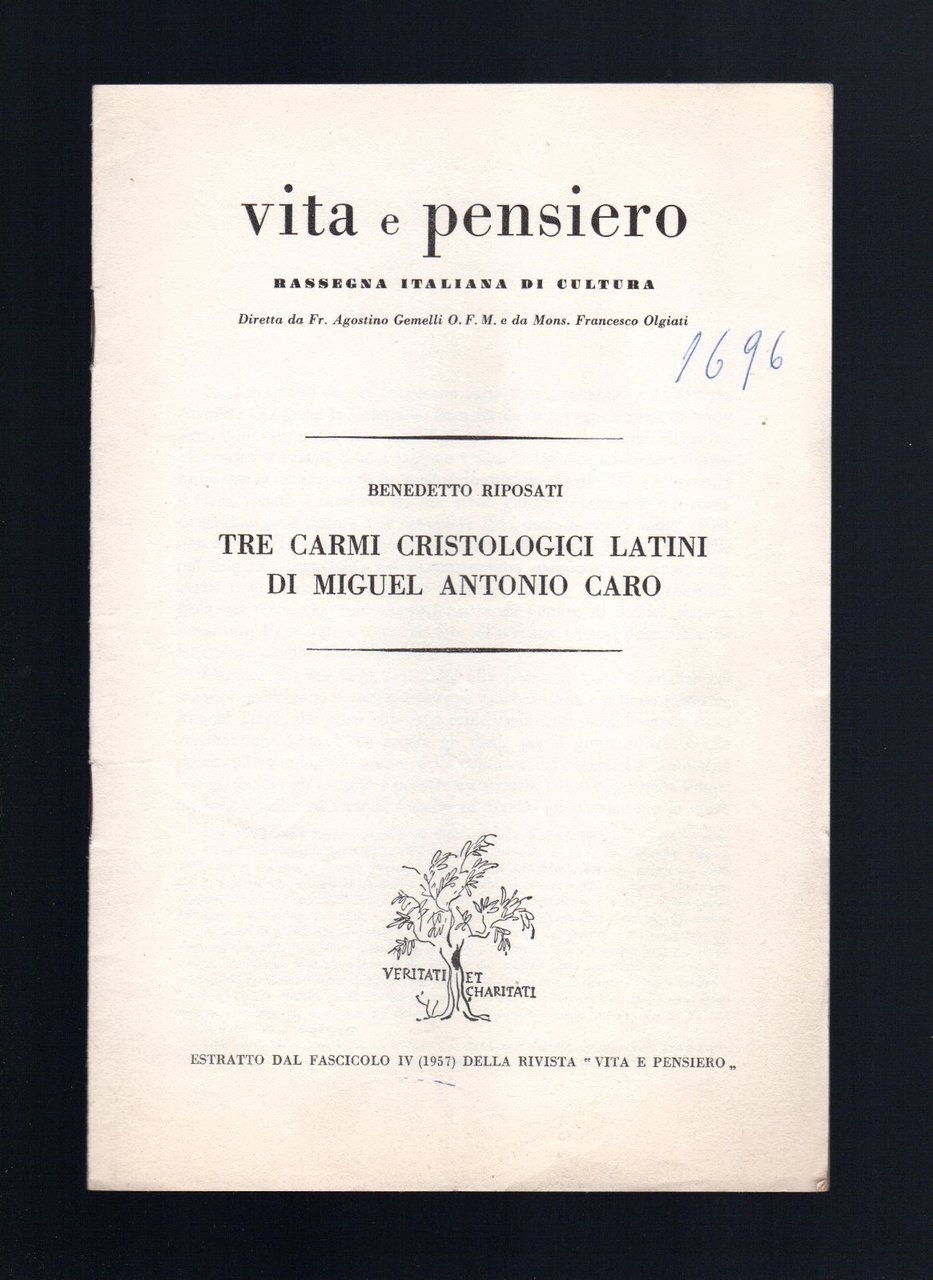 vita e pensiero
RASSEGNA ITALIANA DI CULTURA
Diretta da Fr. Agostino Gemelli O. F. M. e da Mons. Francesco Olgiati
1696
BENEDETTO RIPOSATI
TRE CARMI CRISTOLOGICI LATINI
DI MIGUEL ANTONIO CARO
VERITATI ET
CHARITATI
ESTRATTO DAL FASCICOLO IV (1957) DELLA RIVISTA “ VITA E PENSIERO „